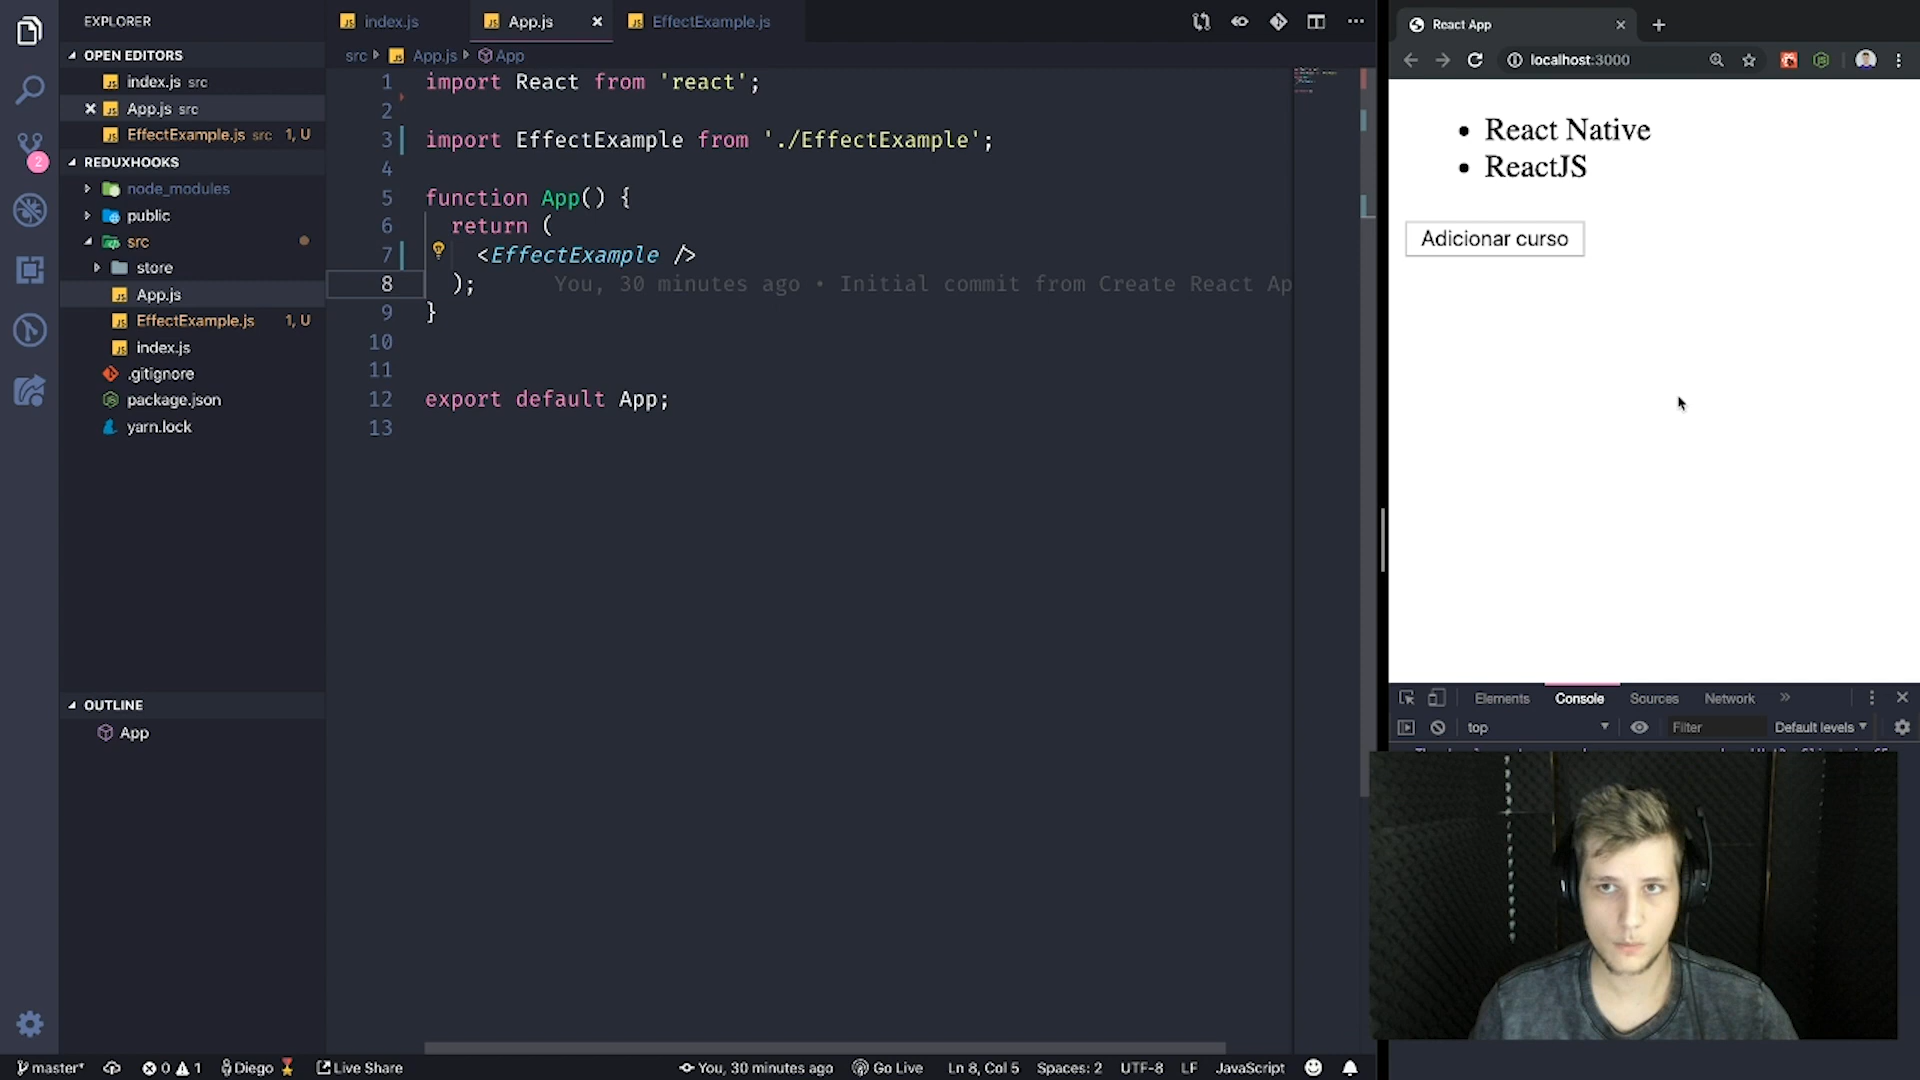 EXPLORER
OPEN EDITORS
index.js src
App.js src
EffectExample.js src 1, U
REDUXHOOKS
node_modules
public
src
store
App.js
EffectExample.js 1, U
index.js
.gitignore
package.json
yarn.lock
OUTLINE
App
2
index.js
App.js
EffectExample.js
src
App.js
App
1 import React from 'react';
2
3 import EffectExample from './EffectExample';
4
5 function App() {
6 return (
7 <EffectExample />
8 ); You, 30 minutes ago • Initial commit from Create React Ap
9 }
10
11
12 export default App;
13
React App
localhost:3000
React Native
ReactJS
Adicionar curso
Elements Console Sources Network
top Filter Default levels
master* 0 1 Diego Live Share You, 30 minutes ago Go Live Ln 8, Col 5 Spaces: 2 UTF-8 LF JavaScript